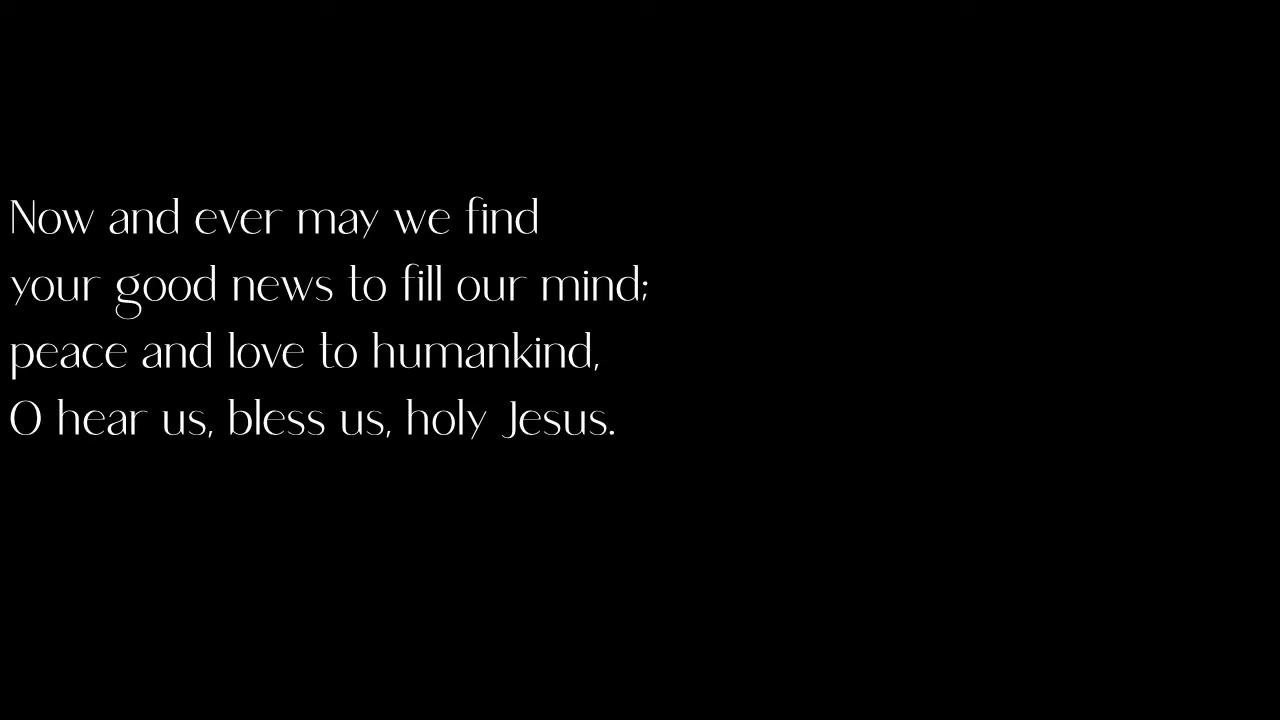 Now and ever may we find
your good news to fill our mind;
peace and love to humankind,
O hear us, bless us, holy Jesus.